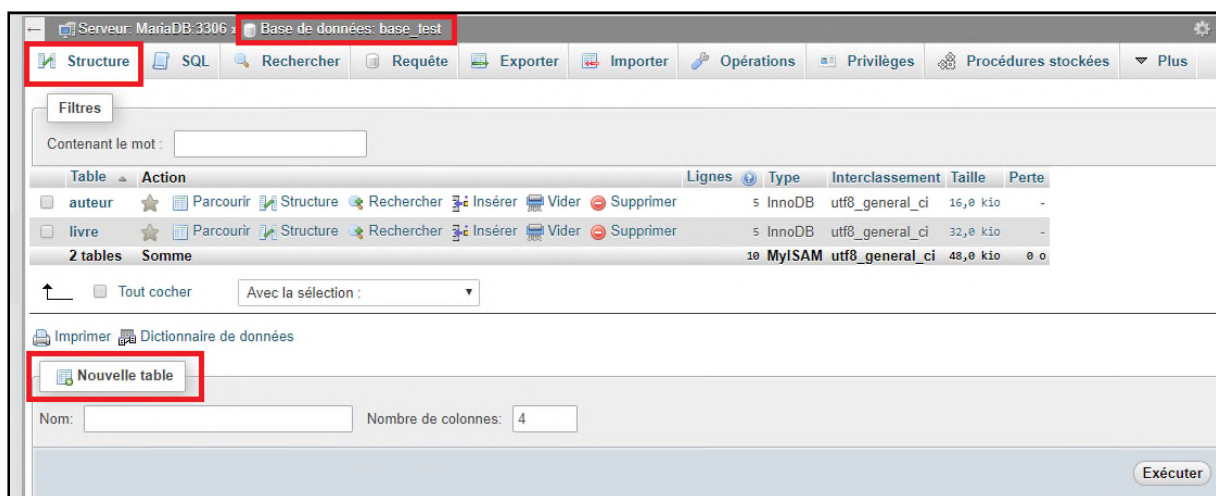 Serveur: MariaDB:3306 » Base de données: base_test
Structure SQL Rechercher Requête Exporter Importer Opérations Privilèges Procédures stockées Plus
Filtres
Contenant le mot :
Table Action Lignes Type Interclassement Taille Perte
auteur Parcourir Structure Rechercher Insérer Vider Supprimer 5 InnoDB utf8_general_ci 16,0 kio -
livre Parcourir Structure Rechercher Insérer Vider Supprimer 5 InnoDB utf8_general_ci 32,0 kio -
2 tables Somme 10 MyISAM utf8_general_ci 48,0 kio 0 o
Tout cocher Avec la sélection :
Imprimer Dictionnaire de données
Nouvelle table
Nom: Nombre de colonnes: 4
Exécuter